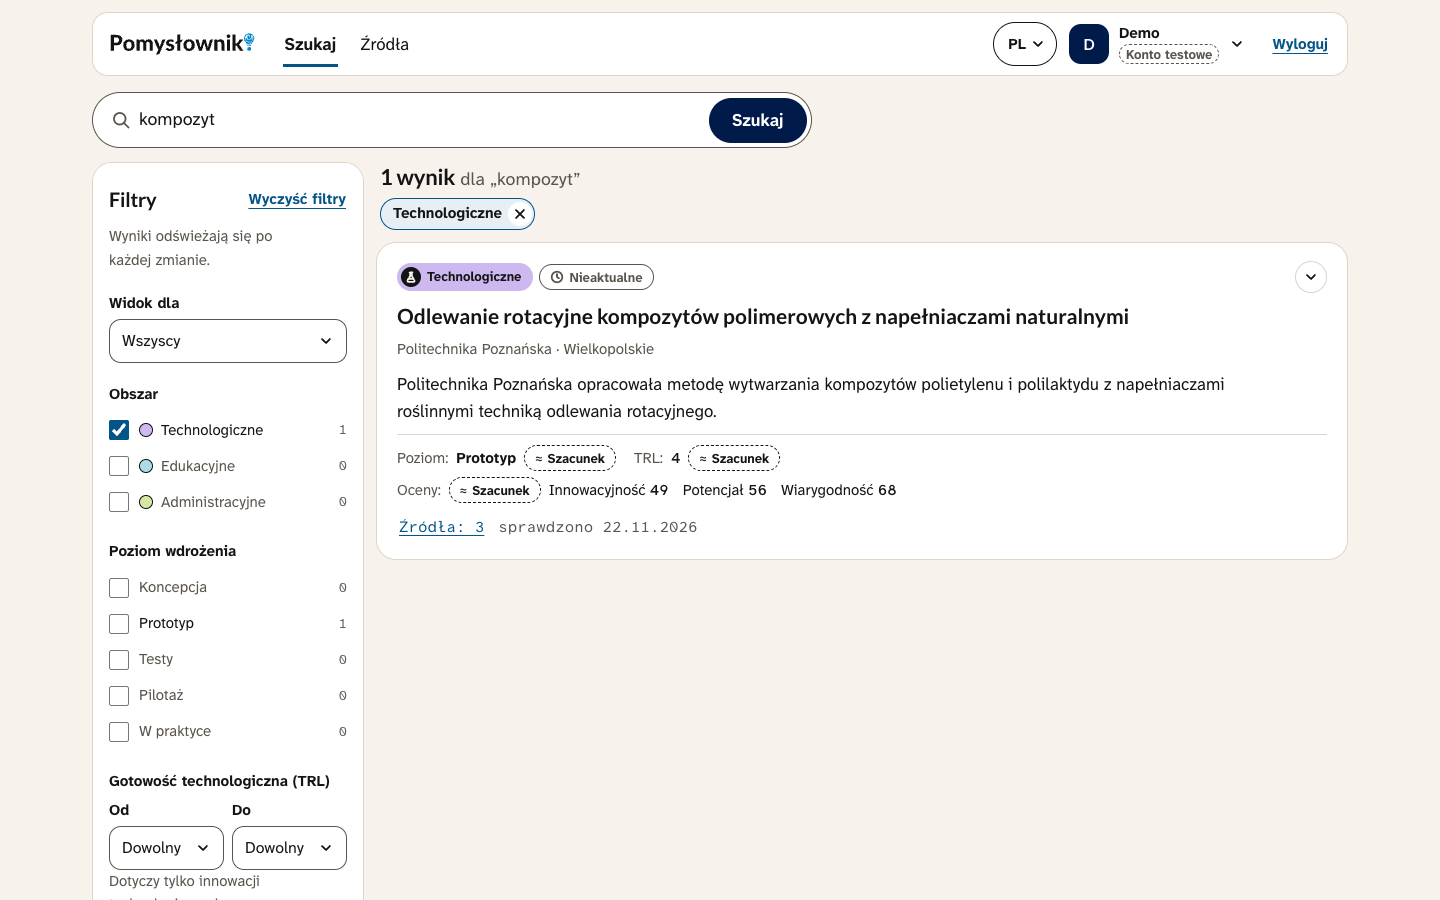 Pomysłownik
Szukaj
Źródła
PL
D
Demo
Konto testowe
Wyloguj
kompozyt
Szukaj
Filtry
Wyczyść filtry
Wyniki odświeżają się po
każdej zmianie.
Widok dla
Wszyscy
Obszar
Technologiczne 1
Edukacyjne 0
Administracyjne 0
Poziom wdrożenia
Koncepcja 0
Prototyp 1
Testy 0
Pilotaż 0
W praktyce 0
Gotowość technologiczna (TRL)
Od Do
Dowolny Dowolny
Dotyczy tylko innowacji
1 wynik dla „kompozyt”
Technologiczne
Technologiczne Nieaktualne
Odlewanie rotacyjne kompozytów polimerowych z napełniaczami naturalnymi
Politechnika Poznańska · Wielkopolskie
Politechnika Poznańska opracowała metodę wytwarzania kompozytów polietylenu i polilaktydu z napełniaczami
roślinnymi techniką odlewania rotacyjnego.
Poziom: Prototyp ≈ Szacunek TRL: 4 ≈ Szacunek
Oceny: ≈ Szacunek Innowacyjność 49 Potencjał 56 Wiarygodność 68
Źródła: 3 sprawdzono 22.11.2026